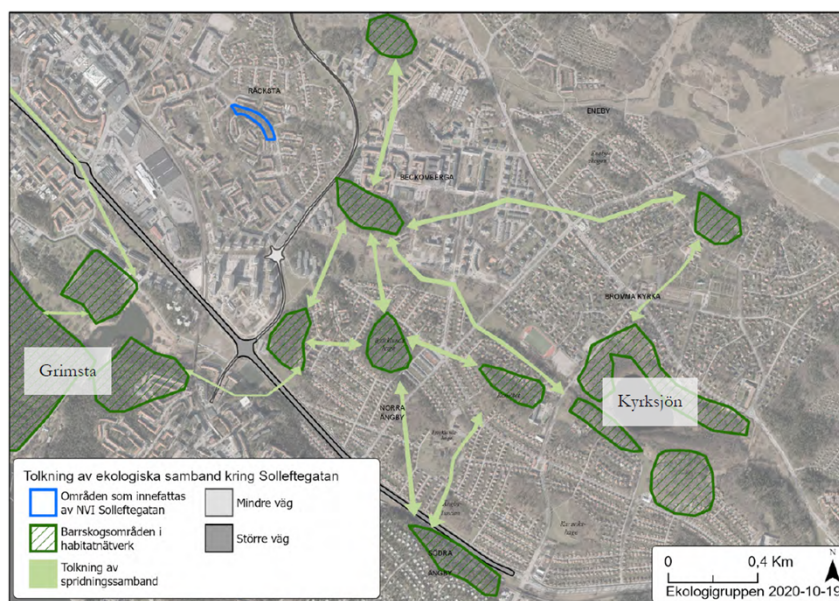 RÄCKSTA
ENEBY
BECKOMBERGA
BROMMA KYRKA
Grimsta
Kyrksjön
NORRA
ÄNGBY
SÖDRA
ÄNGBY
Tolkning av ekologiska samband kring Solleftegatan
Områden som innefattas
av NVI Solleftegatan
Mindre väg
Barrskogsområden i
habitatnätverk
Större väg
Tolkning av
spridningssamband
N
0
0,4 Km
Ekologigruppen 2020-10-19